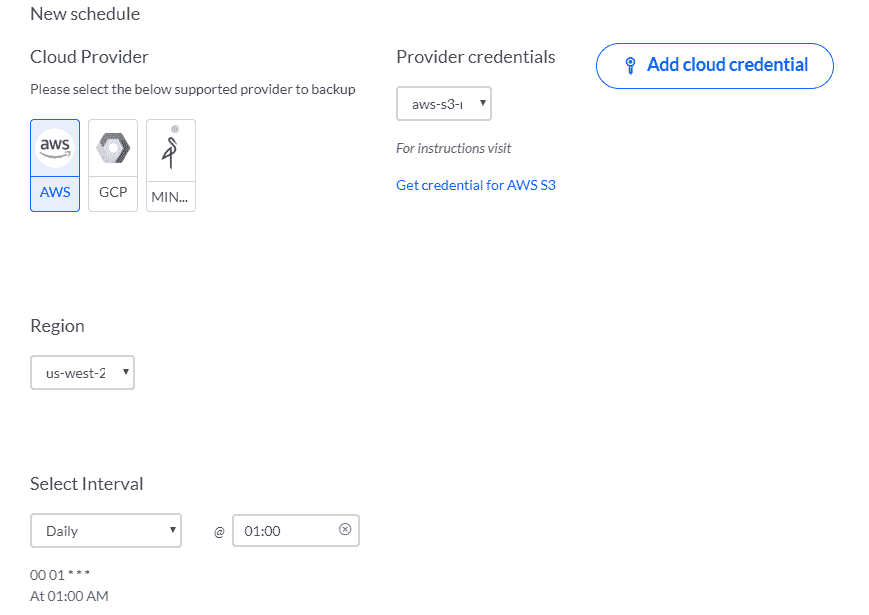 New schedule
Cloud Provider
Please select the below supported provider to backup
aws
AWS
GCP
MIN...
Provider credentials
aws-s3-
For instructions visit
Get credential for AWS S3
Add cloud credential
Region
us-west-2
Select Interval
Daily
@
01:00
00 01 * * *
At 01:00 AM